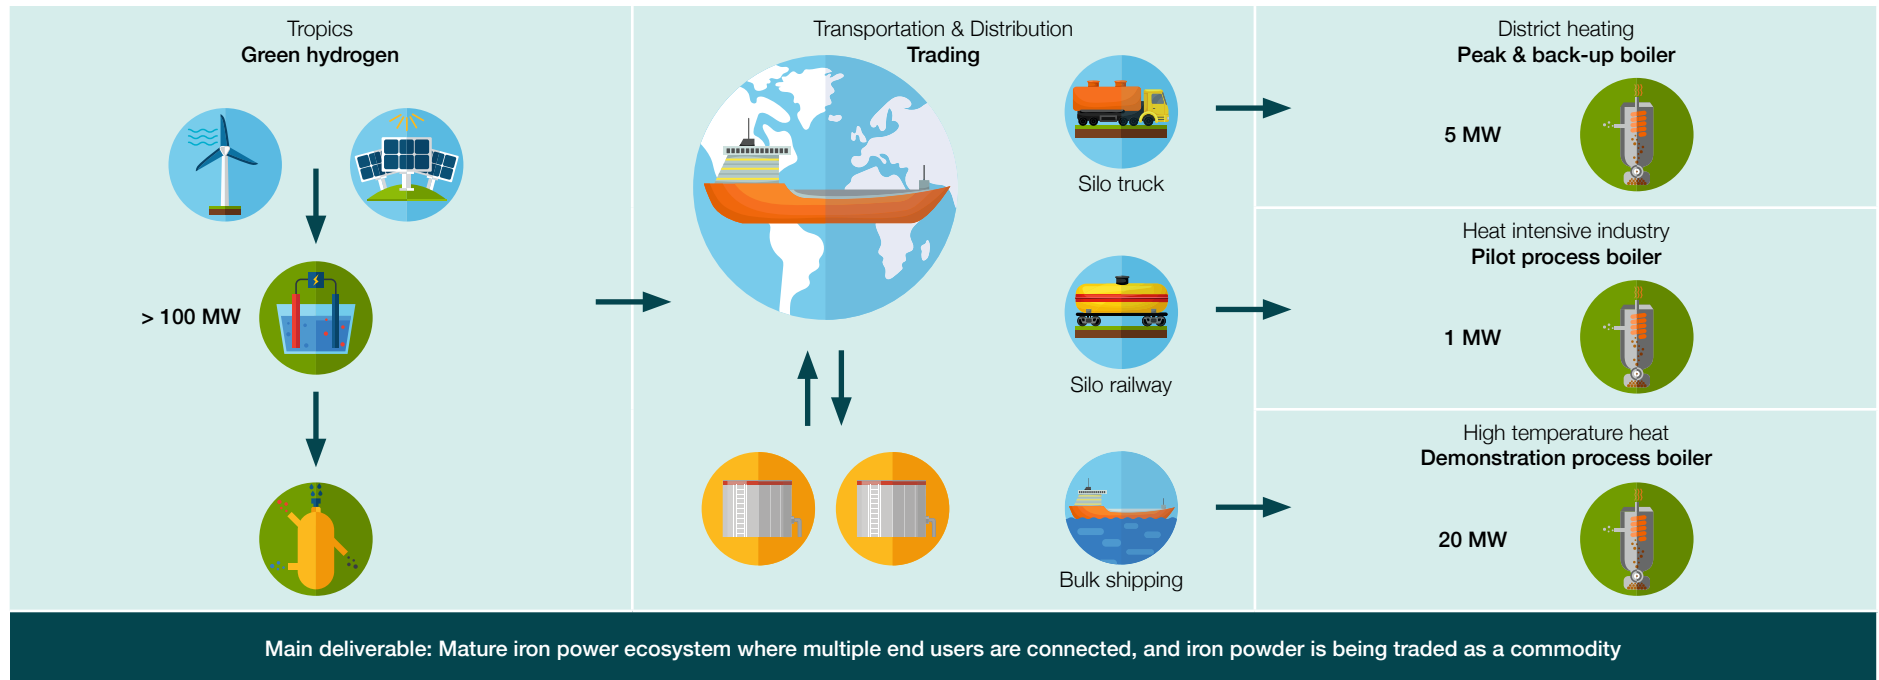 Tropics
Green hydrogen
> 100 MW
Transportation & Distribution
Trading
Silo truck
Silo railway
Bulk shipping
District heating
Peak & back-up boiler
5 MW
Heat intensive industry
Pilot process boiler
1 MW
High temperature heat
Demonstration process boiler
20 MW
Main deliverable: Mature iron power ecosystem where multiple end users are connected, and iron powder is being traded as a commodity